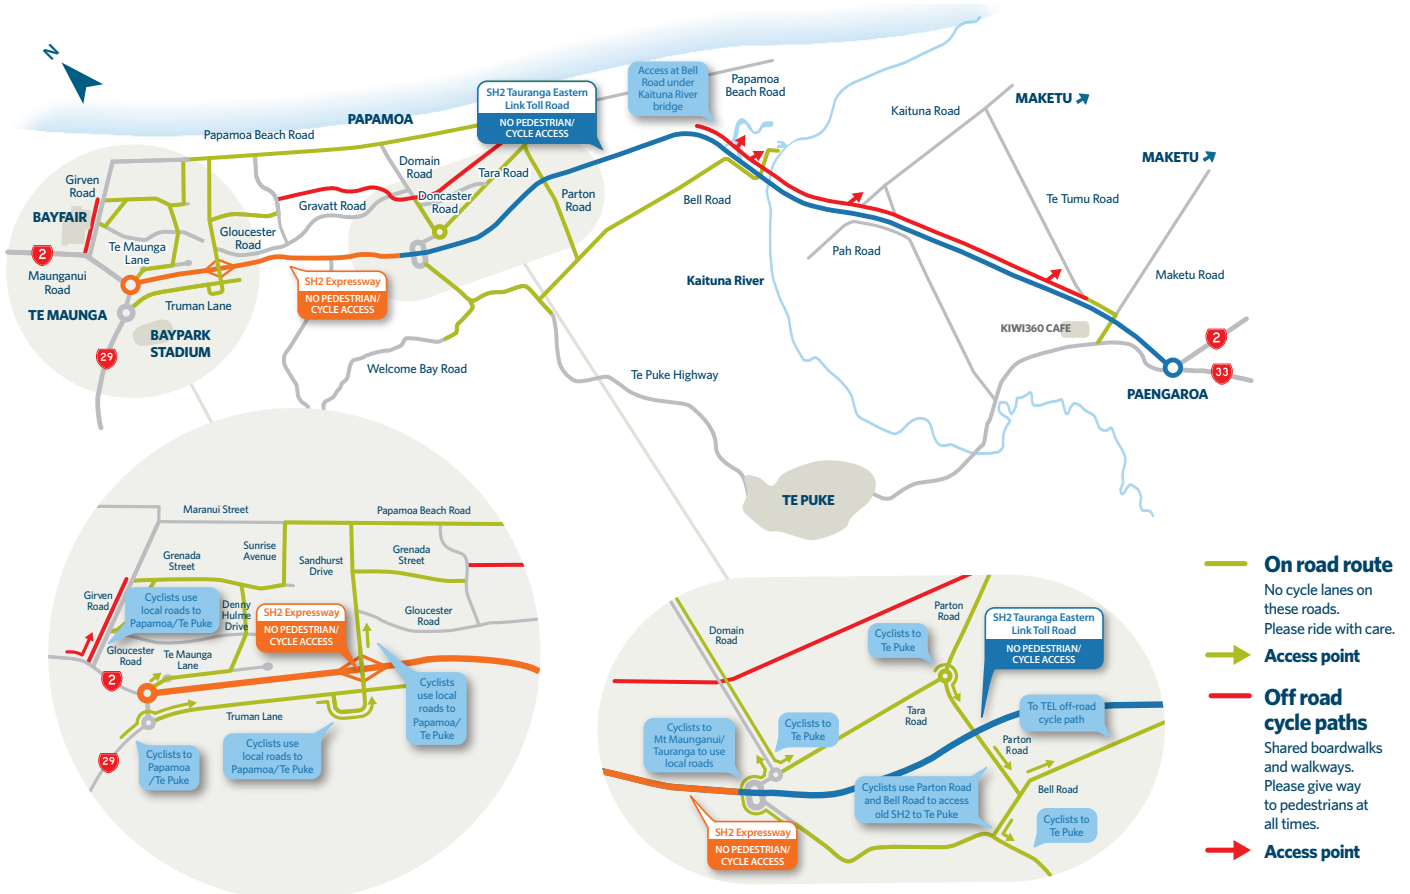 N
PAPAMOA
Papamoa Beach Road
SH2 Tauranga Eastern
Link Toll Road
NO PEDESTRIAN/
CYCLE ACCESS
Access at Bell
Road under
Kaituna River
bridge
Papamoa
Beach Road
Kaituna Road
MAKETU
MAKETU
Girven
Road
BAYFAIR
2
Maunganui
Road
TE MAUNGA
Te Maunga
Lane
Gloucester
Road
Gravatt Road
Domain
Road
Doncaster
Road
Tara Road
Parton
Road
Bell Road
Te Tumu Road
Pah Road
Maketu Road
Kaituna River
SH2 Expressway
NO PEDESTRIAN/
CYCLE ACCESS
Truman Lane
BAYPARK
STADIUM
29
Welcome Bay Road
Te Puke Highway
KIWI360 CAFE
2
33
PAENGAROA
TE PUKE
Maranui Street
Papamoa Beach Road
Grenada
Street
Sunrise
Avenue
Sandhurst
Drive
Grenada
Street
Girven
Road
Cyclists use
local roads to
Papamoa/Te Puke
Denny
Hulme
Drive
SH2 Expressway
NO PEDESTRIAN/
CYCLE ACCESS
Gloucester
Road
Gloucester
Road
Te Maunga
Lane
2
Truman Lane
Cyclists
use local
roads to
Papamoa/
Te Puke
29
Cyclists to
Papamoa
/Te Puke
Cyclists use
local roads to
Papamoa/Te Puke
Domain
Road
Parton
Road
Cyclists to
Te Puke
SH2 Tauranga Eastern
Link Toll Road
NO PEDESTRIAN/
CYCLE ACCESS
Cyclists to
Mt Maunganui/
Tauranga to use
local roads
Cyclists to
Te Puke
Tara
Road
To TEL off-road
cycle path
Parton
Road
Cyclists use Parton Road
and Bell Road to access
old SH2 to Te Puke
Bell Road
Cyclists to
Te Puke
SH2 Expressway
NO PEDESTRIAN/
CYCLE ACCESS
On road route
No cycle lanes on
these roads.
Please ride with care.
Access point
Off road
cycle paths
Shared boardwalks
and walkways.
Please give way
to pedestrians at
all times.
Access point